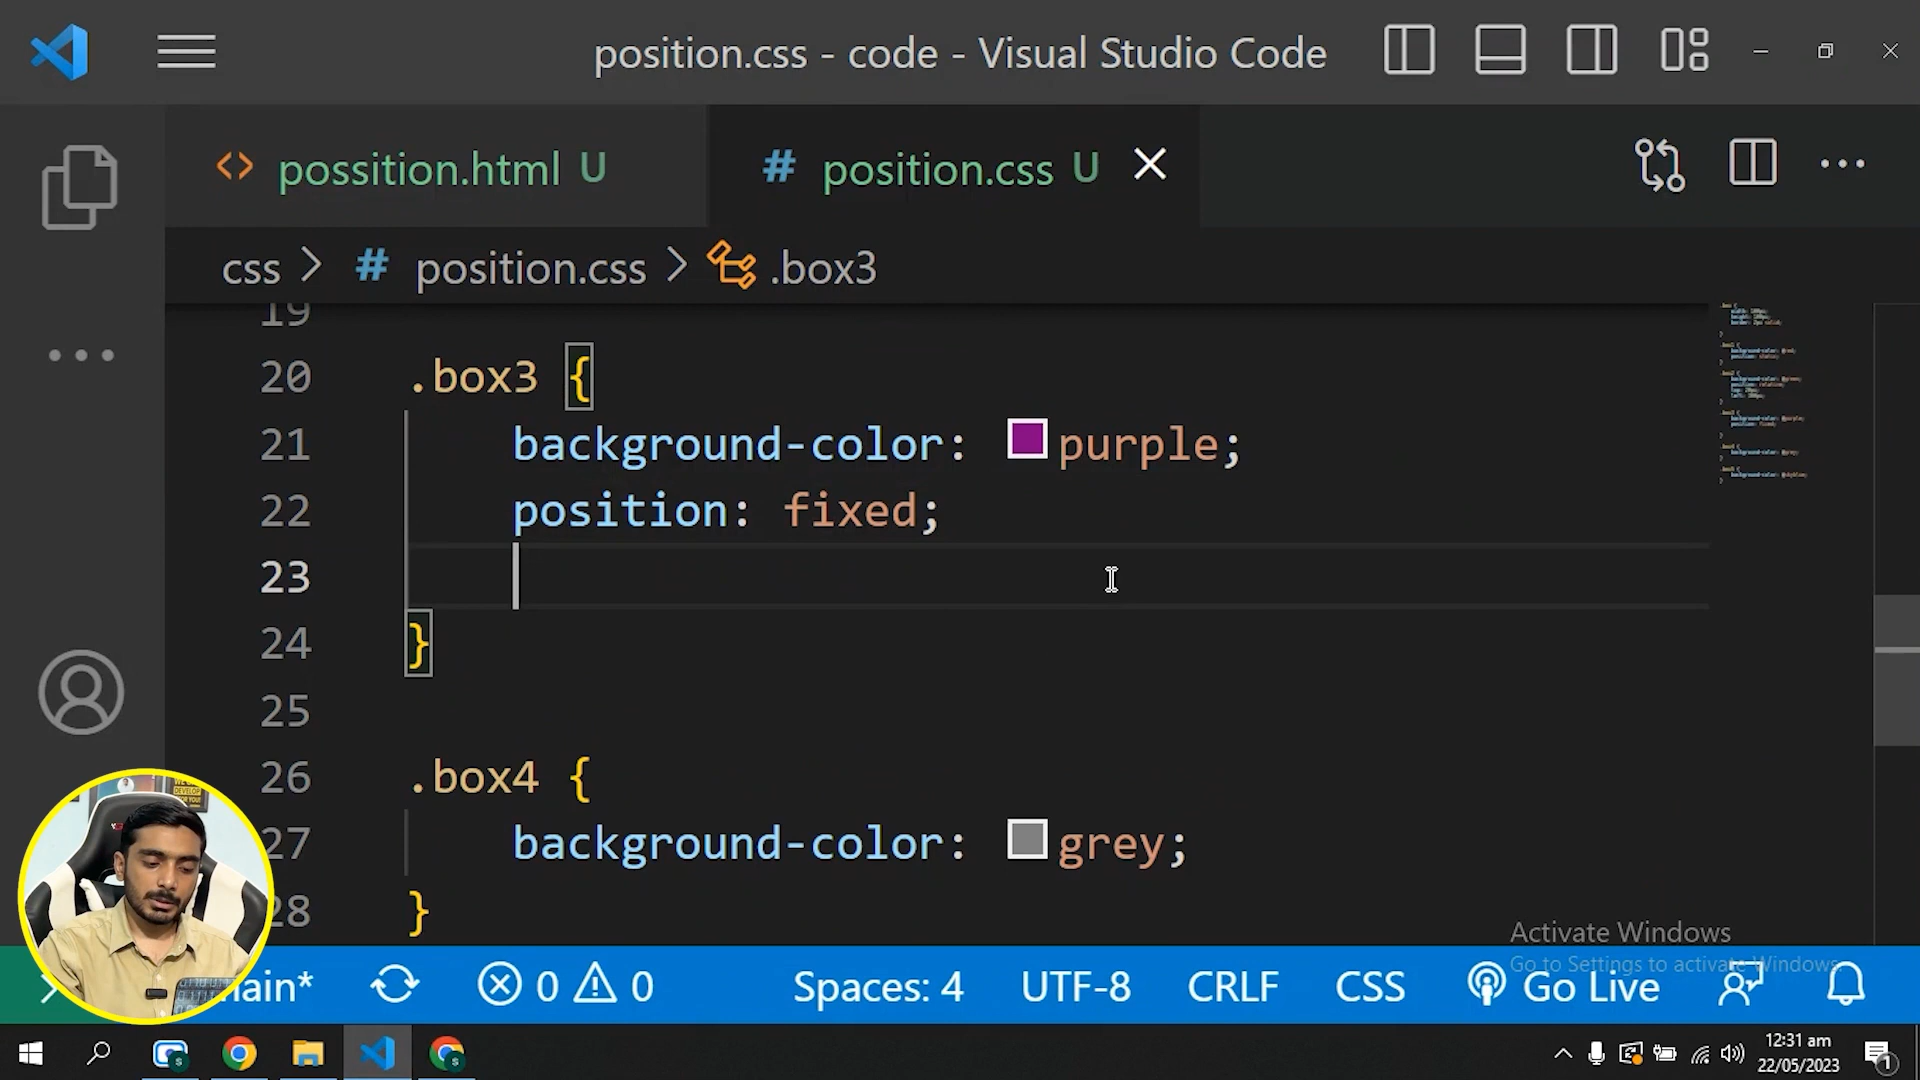 position.css - code - Visual Studio Code
<> possition.html U
# position.css U
css > # position.css > .box3
19
20 .box3 {
21 background-color: purple;
22 position: fixed;
23
24 }
25
26 .box4 {
27 background-color: grey;
28 }
Activate Windows
Go to Settings to activate Windows.
main* 0 0 Spaces: 4 UTF-8 CRLF CSS Go Live
12:31 am
22/05/2023
1